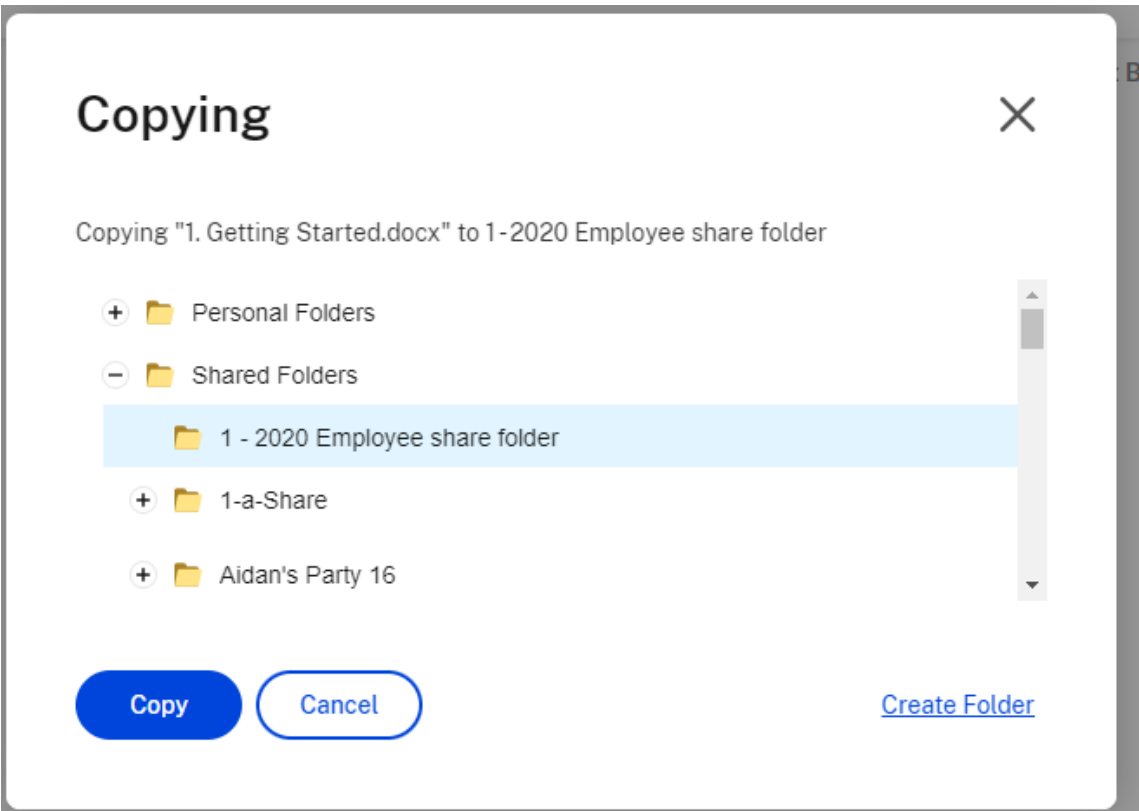 Copying
B
Copying "1. Getting Started.docx" to 1 - 2020 Employee share folder
Personal Folders
Shared Folders
1 - 2020 Employee share folder
1-a-Share
Aidan's Party 16
Copy
Cancel
Create Folder